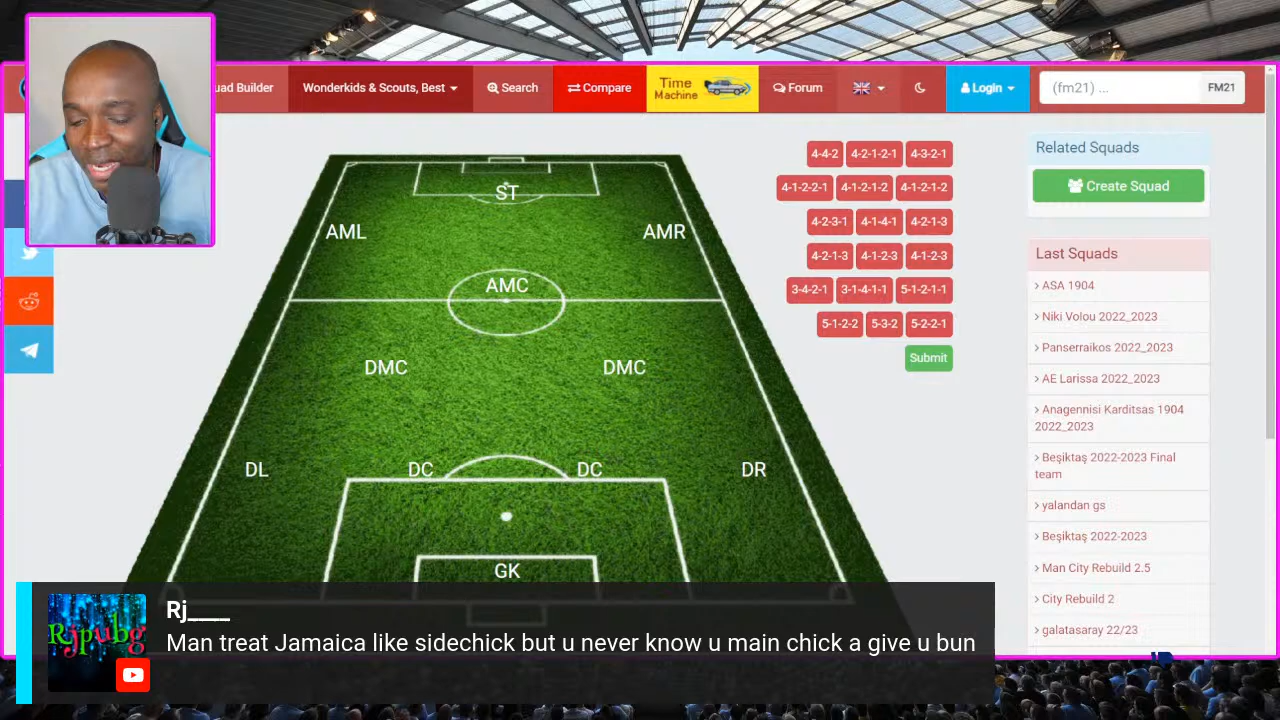 uad Builder
Wonderkids & Scouts, Best
Search
Compare
Time
Machine
Forum
Login
(fm21) ...
FM21
4-4-2 4-2-1-2-1 4-3-2-1
4-1-2-2-1 4-1-2-1-2 4-1-2-1-2
4-2-3-1 4-1-4-1 4-2-1-3
4-2-1-3 4-1-2-3 4-1-2-3
3-4-2-1 3-1-4-1-1 5-1-2-1-1
5-1-2-2 5-3-2 5-2-2-1
Submit
ST
AML AMR
AMC
DMC DMC
DL DC DC DR
GK
Related Squads
Create Squad
Last Squads
ASA 1904
Niki Volou 2022_2023
Panserraikos 2022_2023
AE Larissa 2022_2023
Anagennisi Karditsas 1904
2022_2023
Beşiktaş 2022-2023 Final
team
yalandan gs
Beşiktaş 2022-2023
Man City Rebuild 2.5
City Rebuild 2
galatasaray 22/23
Rjpubg
Rj____
Man treat Jamaica like sidechick but u never know u main chick a give u bun